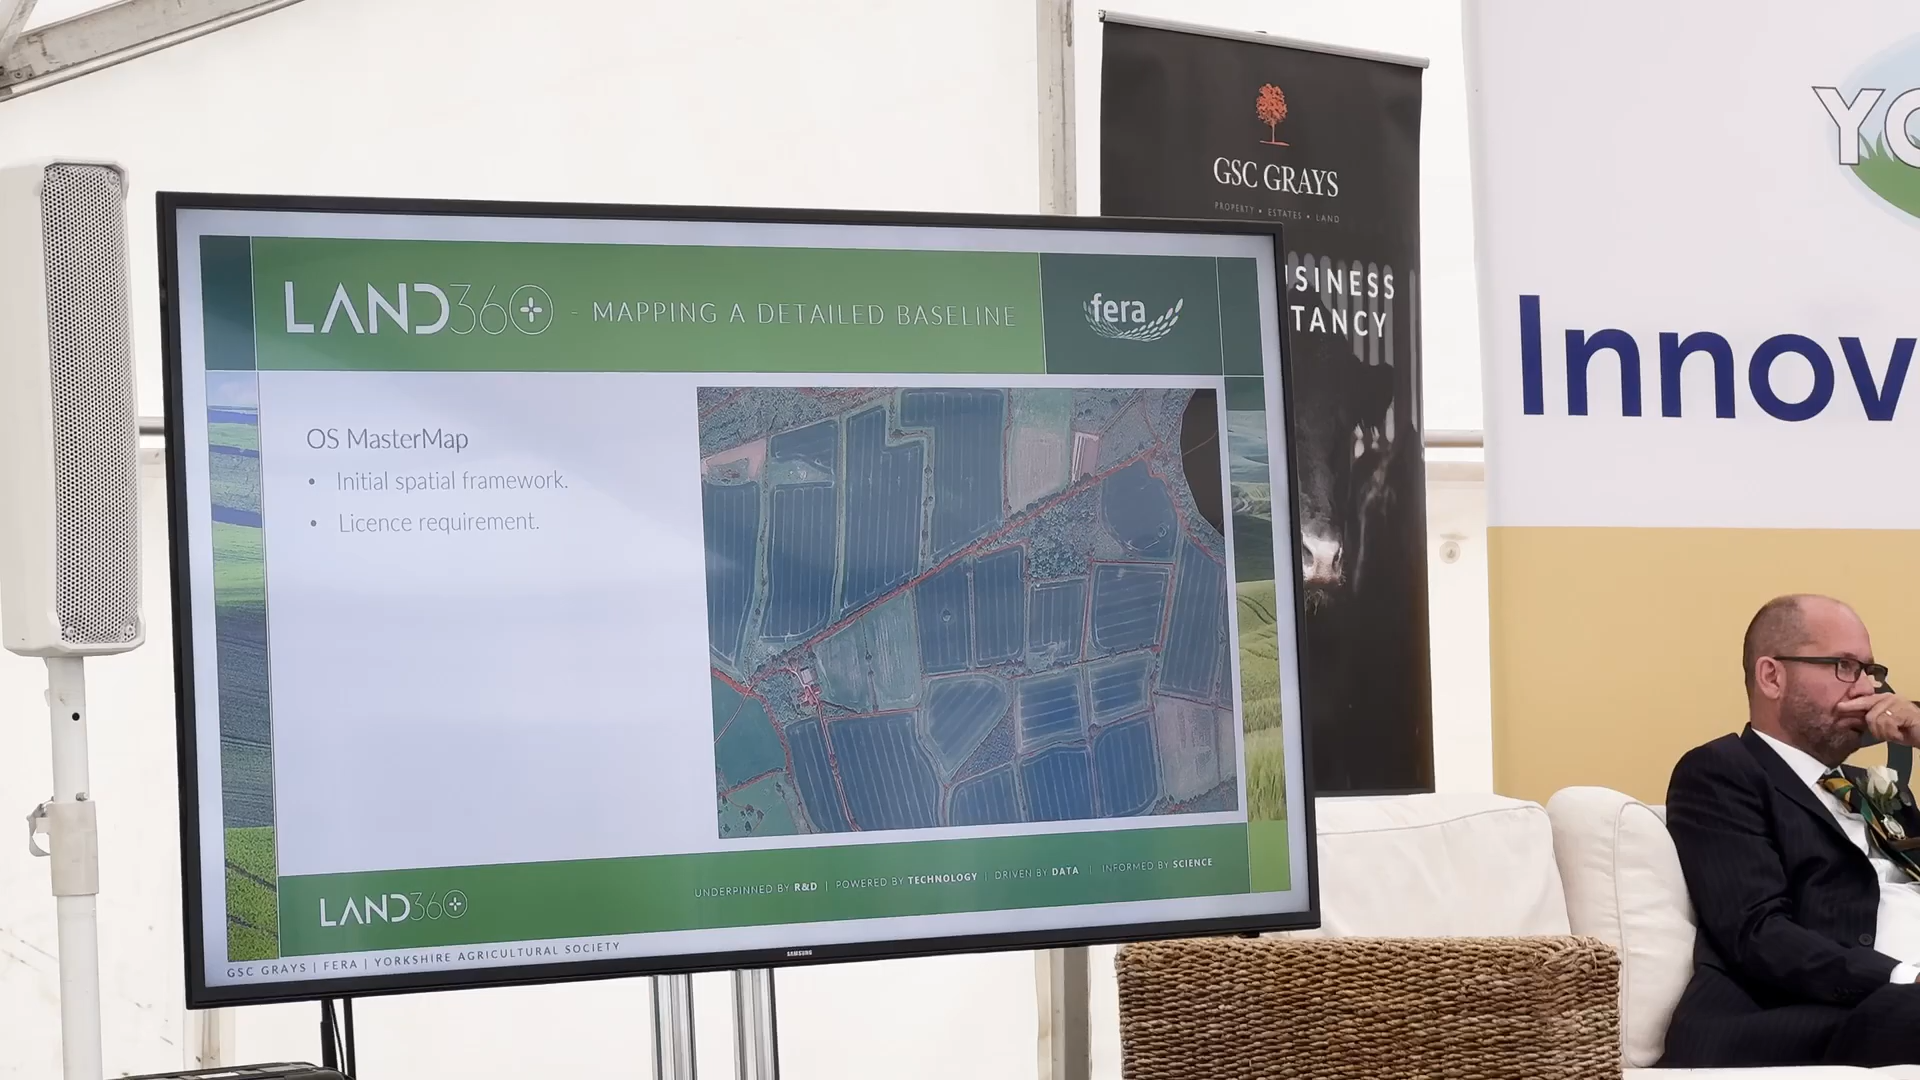 GSC GRAYS
PROPERTY • ESTATES • LAND
SINESS
TANCY
YO
Innov
LAND360 - MAPPING A DETAILED BASELINE
fera
OS MasterMap
• Initial spatial framework.
• Licence requirement.
LAND360
UNDERPINNED BY R&D | POWERED BY TECHNOLOGY | DRIVEN BY DATA | INFORMED BY SCIENCE
GSC GRAYS | FERA | YORKSHIRE AGRICULTURAL SOCIETY
SAMSUNG